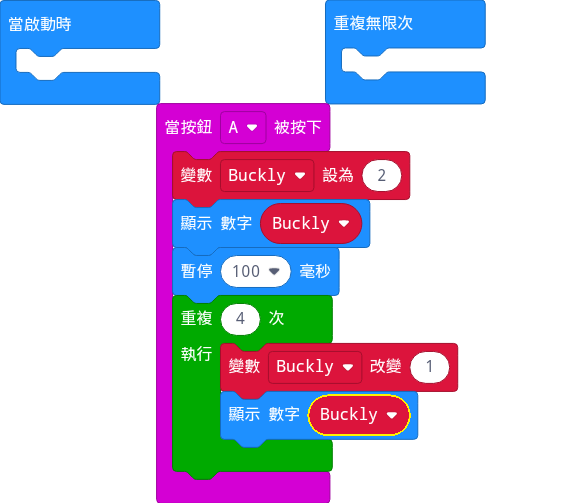 當啟動時
重複無限次
當按鈕 A 被按下
變數 Buckly 設為 2
顯示 數字 Buckly
暫停 100 毫秒
重複 4 次
執行
變數 Buckly 改變 1
顯示 數字 Buckly